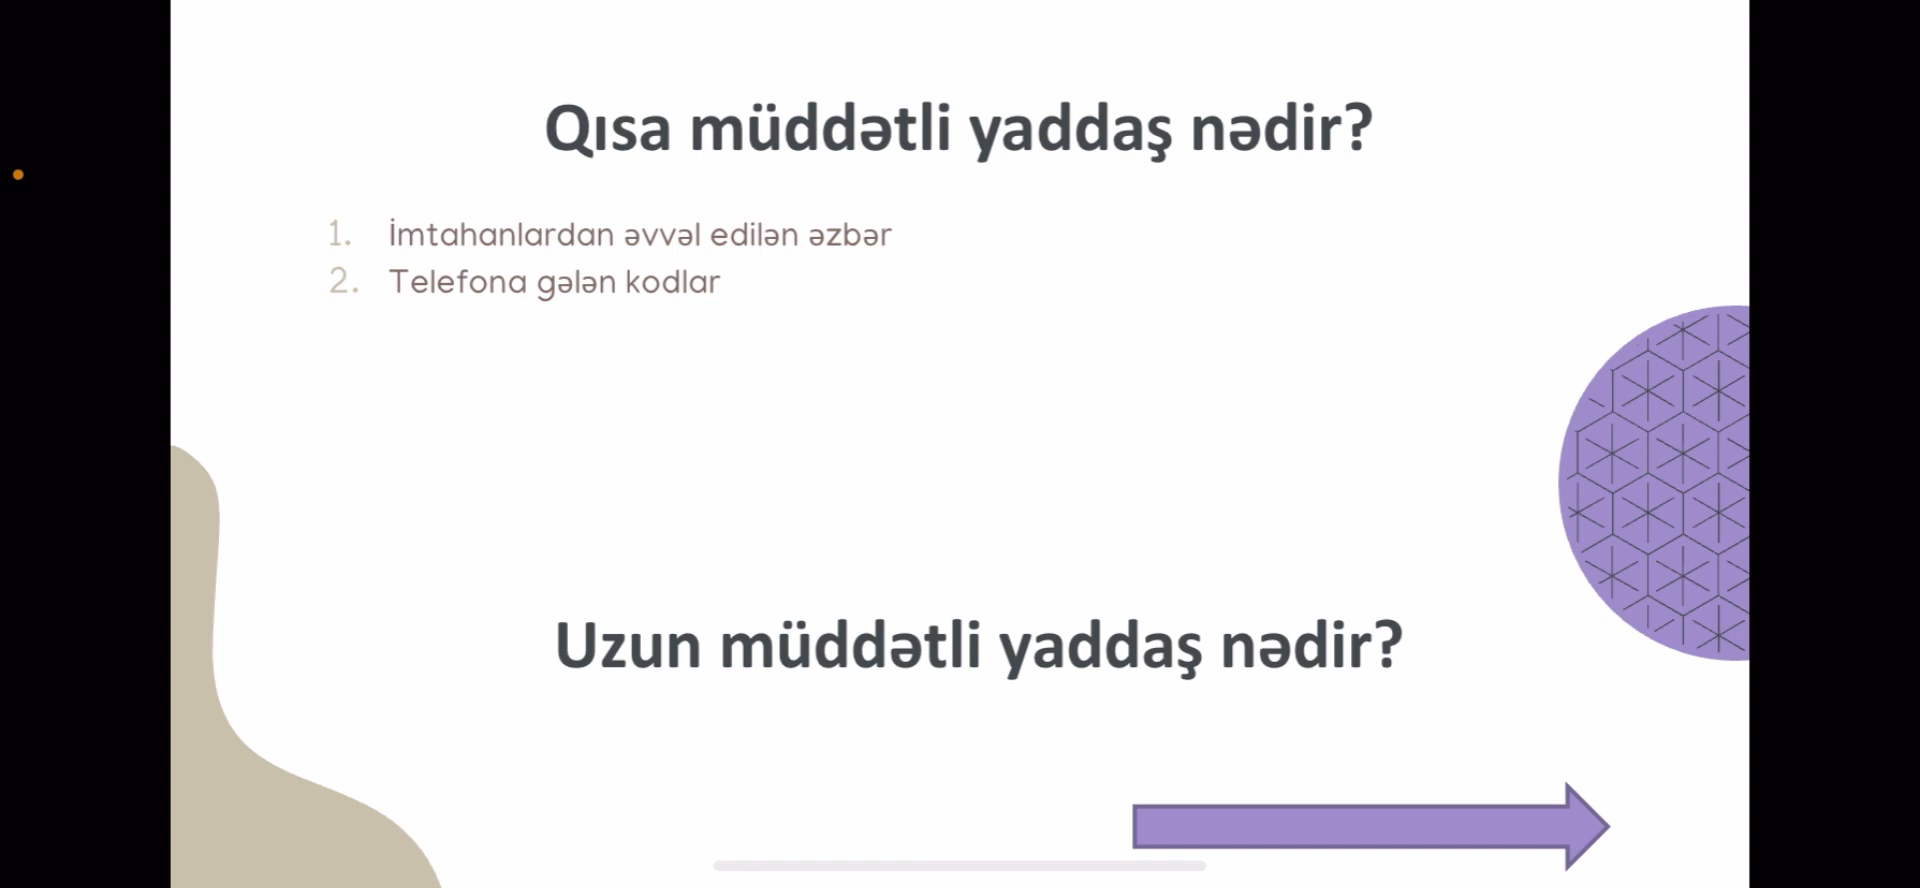 Qısa müddətli yaddaş nədir?
1. İmtahanlardan əvvəl edilən əzbər
2. Telefona gələn kodlar
Uzun müddətli yaddaş nədir?